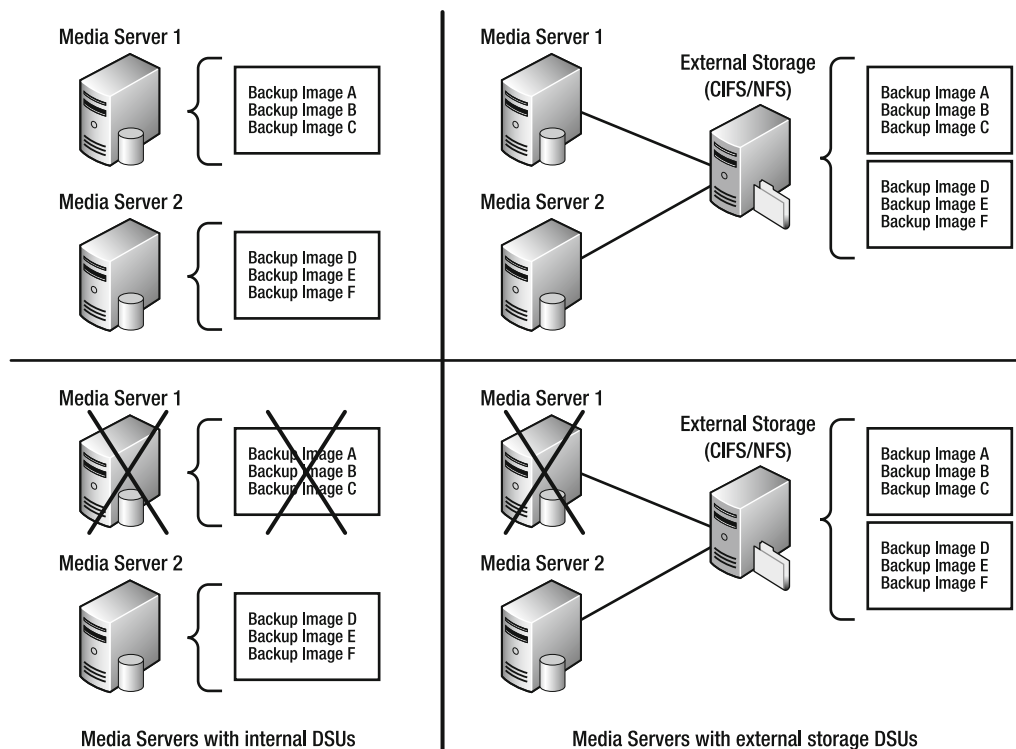 Media Server 1
Backup Image A
Backup Image B
Backup Image C
Media Server 2
Backup Image D
Backup Image E
Backup Image F
Media Server 1
External Storage
(CIFS/NFS)
Backup Image A
Backup Image B
Backup Image C
Media Server 2
Backup Image D
Backup Image E
Backup Image F
Media Server 1
Backup Image A
Backup Image B
Backup Image C
Media Server 2
Backup Image D
Backup Image E
Backup Image F
Media Servers with internal DSUs
Media Server 1
External Storage
(CIFS/NFS)
Backup Image A
Backup Image B
Backup Image C
Media Server 2
Backup Image D
Backup Image E
Backup Image F
Media Servers with external storage DSUs